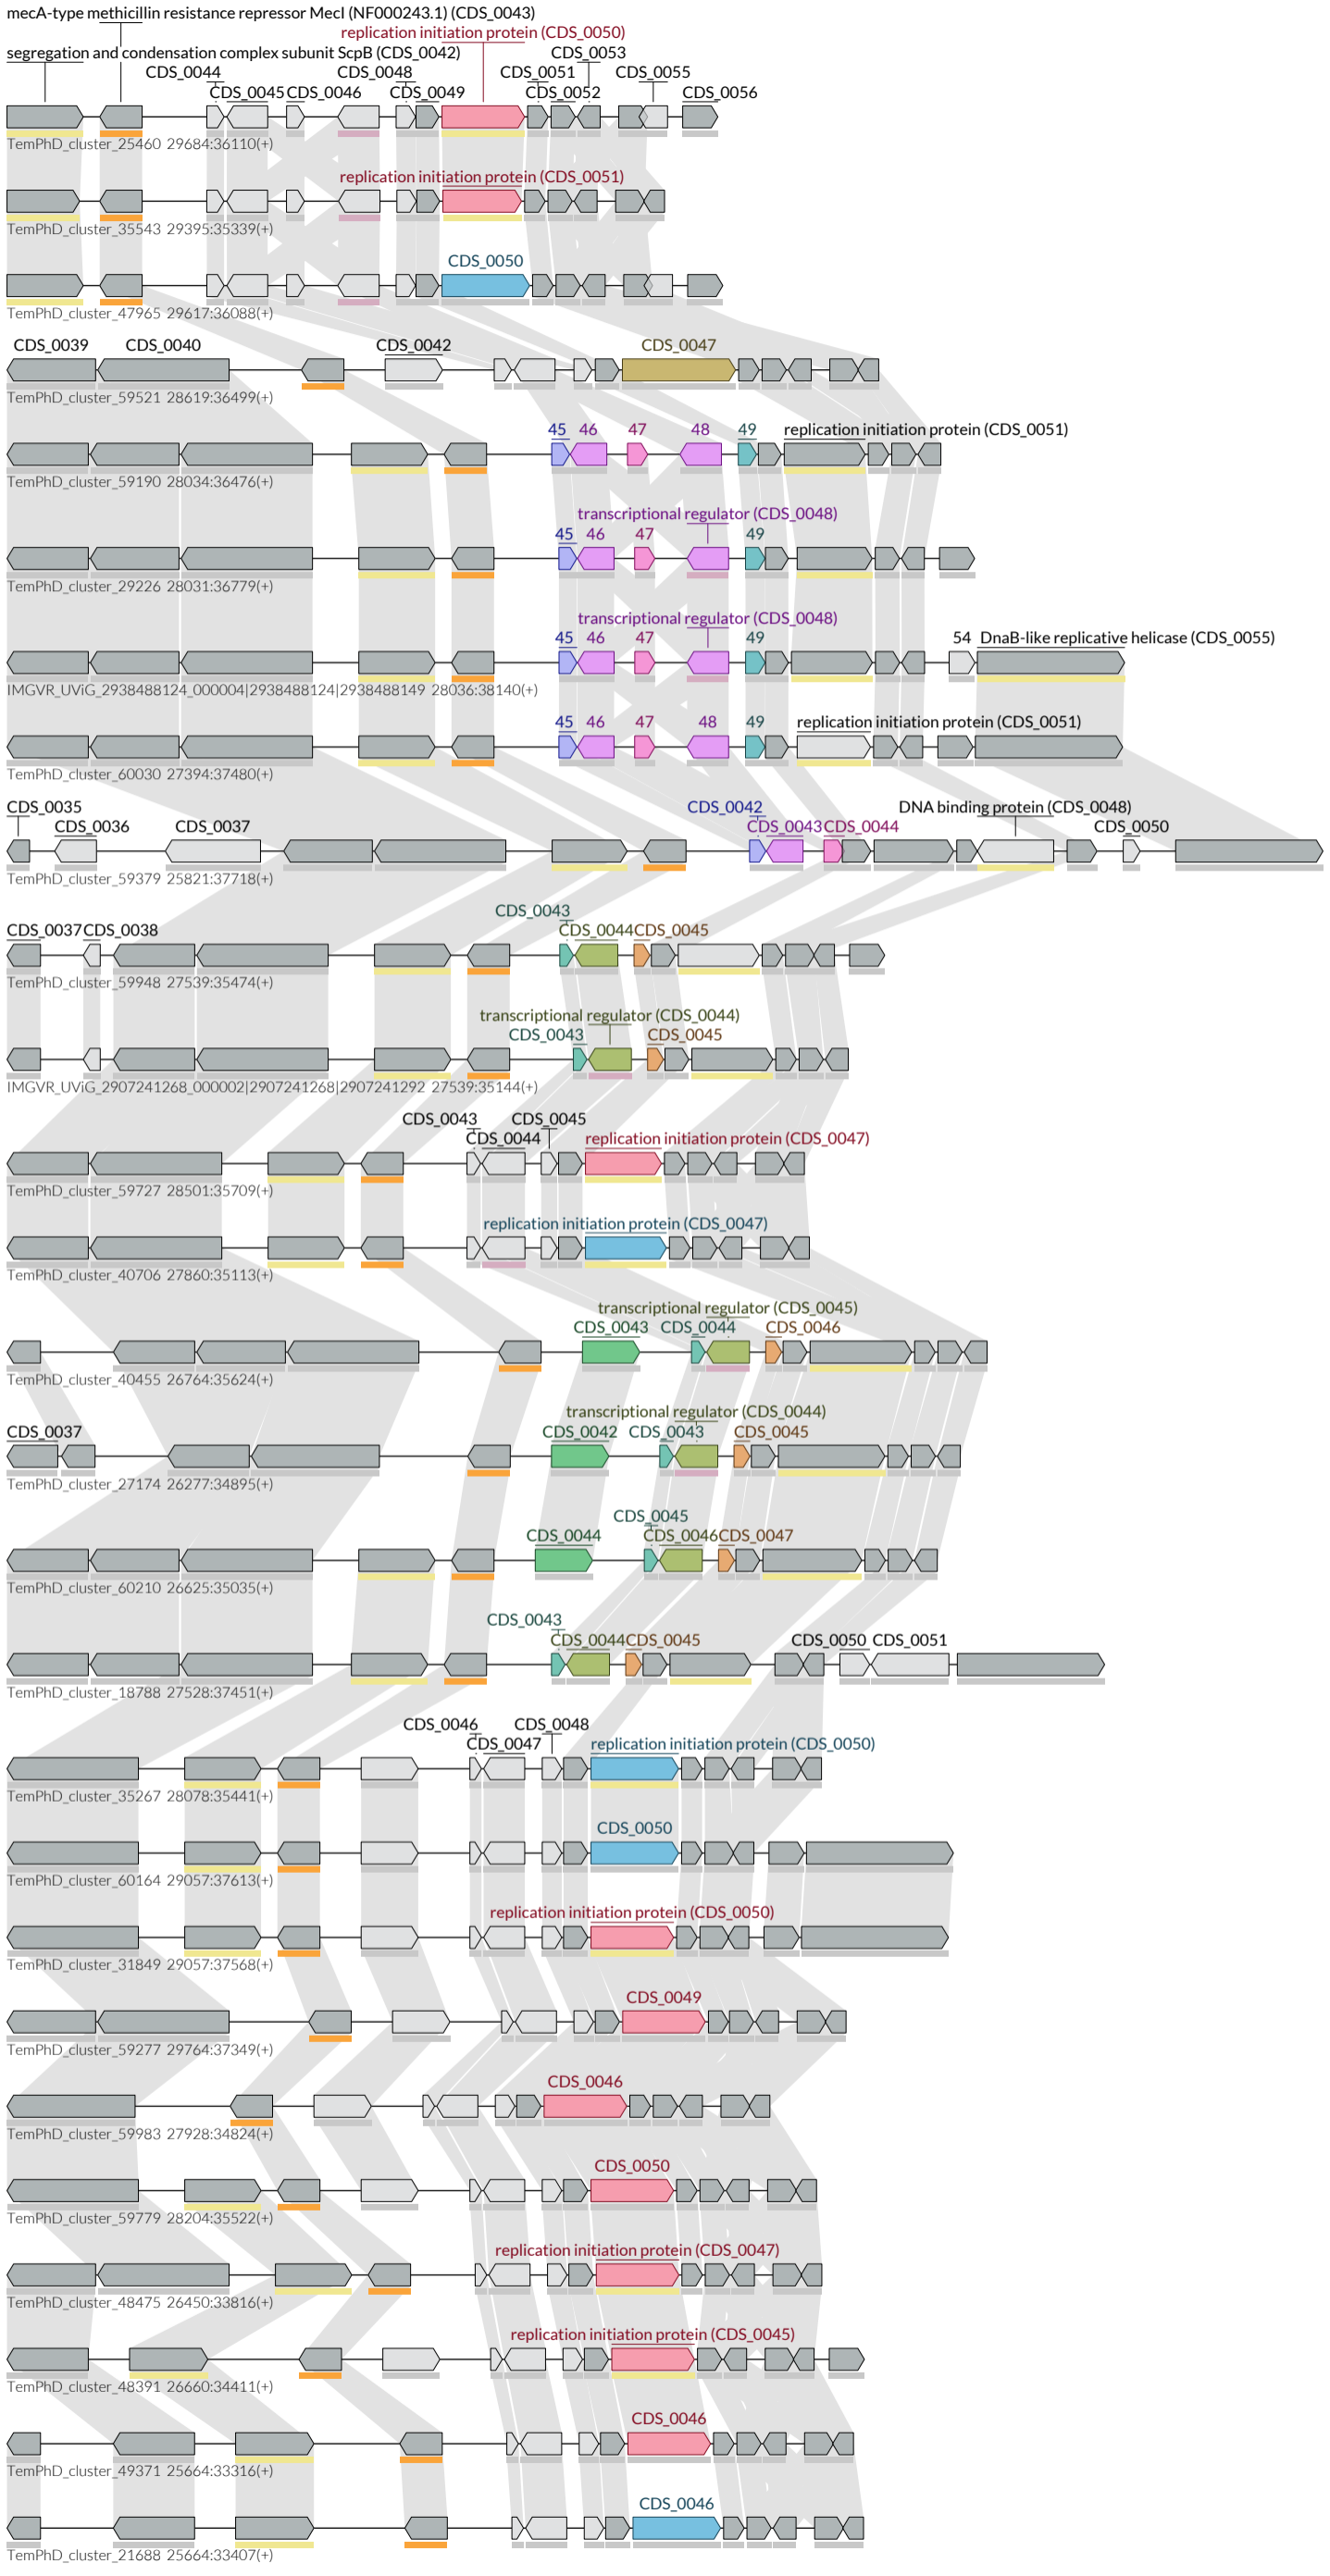 mecA-type methicillin resistance repressor MecI (NF000243.1) (CDS_0043)
replication initiation protein (CDS_0050)
segregation and condensation complex subunit ScpB (CDS_0042)
CDS_0053
CDS_0044 CDS_0048 CDS_0051 CDS_0055
CDS_0045 CDS_0046 CDS_0049 CDS_0052 CDS_0056
TemPhD_cluster_25460 29684:36110(+)
replication initiation protein (CDS_0051)
TemPhD_cluster_35543 29395:35339(+)
CDS_0050
TemPhD_cluster_47965 29617:36088(+)
CDS_0039 CDS_0040 CDS_0042 CDS_0047
TemPhD_cluster_59521 28619:36499(+)
45 46 47 48 49 replication initiation protein (CDS_0051)
TemPhD_cluster_59190 28034:36476(+)
transcriptional regulator (CDS_0048)
45 46 47 49
TemPhD_cluster_29226 28031:36779(+)
transcriptional regulator (CDS_0048)
45 46 47 49 54 DnaB-like replicative helicase (CDS_0055)
IMGVR_UViG_2938488124_000004|2938488124|2938488149 28036:38140(+)
45 46 47 48 49 replication initiation protein (CDS_0051)
TemPhD_cluster_60030 27394:37480(+)
CDS_0035 CDS_0042 DNA binding protein (CDS_0048)
CDS_0036 CDS_0037 CDS_0043 CDS_0044 CDS_0050
TemPhD_cluster_59379 25821:37718(+)
CDS_0043
CDS_0037 CDS_0038 CDS_0044 CDS_0045
TemPhD_cluster_59948 27539:35474(+)
transcriptional regulator (CDS_0044)
CDS_0043 CDS_0045
IMGVR_UViG_2907241268_000002|2907241268|2907241292 27539:35144(+)
CDS_0043 CDS_0045
CDS_0044 replication initiation protein (CDS_0047)
TemPhD_cluster_59727 28501:35709(+)
replication initiation protein (CDS_0047)
TemPhD_cluster_40706 27860:35113(+)
transcriptional regulator (CDS_0045)
CDS_0043 CDS_0044 CDS_0046
TemPhD_cluster_40455 26764:35624(+)
transcriptional regulator (CDS_0044)
CDS_0037 CDS_0042 CDS_0043 CDS_0045
TemPhD_cluster_27174 26277:34895(+)
CDS_0045
CDS_0044 CDS_0046 CDS_0047
TemPhD_cluster_60210 26625:35035(+)
CDS_0043
CDS_0044 CDS_0045 CDS_0050 CDS_0051
TemPhD_cluster_18788 27528:37451(+)
CDS_0046 CDS_0048
CDS_0047 replication initiation protein (CDS_0050)
TemPhD_cluster_35267 28078:35441(+)
CDS_0050
TemPhD_cluster_60164 29057:37613(+)
replication initiation protein (CDS_0050)
TemPhD_cluster_31849 29057:37568(+)
CDS_0049
TemPhD_cluster_59277 29764:37349(+)
CDS_0046
TemPhD_cluster_59983 27928:34824(+)
CDS_0050
TemPhD_cluster_59779 28204:35522(+)
replication initiation protein (CDS_0047)
TemPhD_cluster_48475 26450:33816(+)
replication initiation protein (CDS_0045)
TemPhD_cluster_48391 26660:34411(+)
CDS_0046
TemPhD_cluster_49371 25664:33316(+)
CDS_0046
TemPhD_cluster_21688 25664:33407(+)